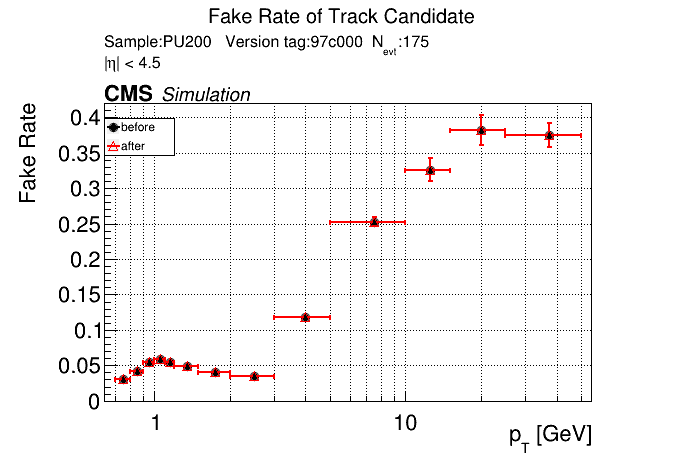 Fake Rate of Track Candidate
Sample:PU200 Version tag:97c000 N_evt:175
|η| < 4.5
CMS Simulation
Fake Rate
before
after
0.4
0.35
0.3
0.25
0.2
0.15
0.1
0.05
0
1
10
p_T [GeV]